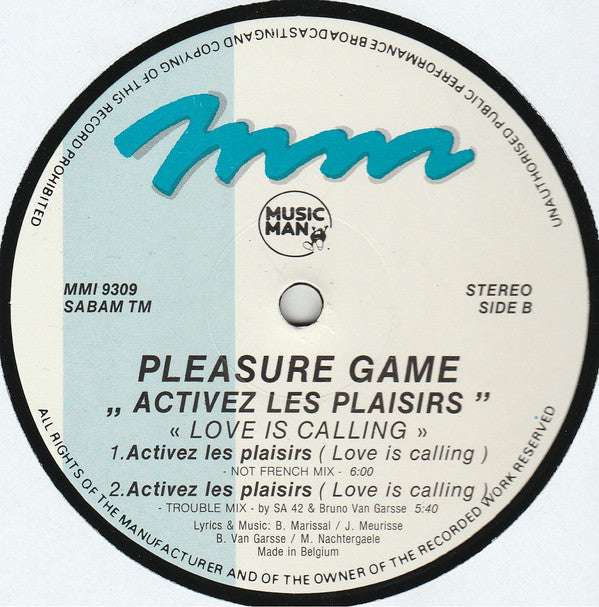 UNAUTHORISED PUBLIC PERFORMANCE BROADCASTING AND COPYING OF THIS RECORD PROHIBITED
mm
MUSIC
MAN
MMI 9309
SABAM TM
STEREO
SIDE B
PLEASURE GAME
„ ACTIVEZ LES PLAISIRS ”
« LOVE IS CALLING »
1.Activez les plaisirs ( Love is calling )
- NOT FRENCH MIX - 6:00
2.Activez les plaisirs ( Love is calling )
- TROUBLE MIX - by SA 42 & Bruno Van Garsse 5:40
Lyrics & Music: B. Marissal / J. Meurisse
B. Van Garsse / M. Nachtergaele
Made in Belgium
ALL RIGHTS OF THE MANUFACTURER AND OF THE OWNER OF THE RECORDED WORK RESERVED